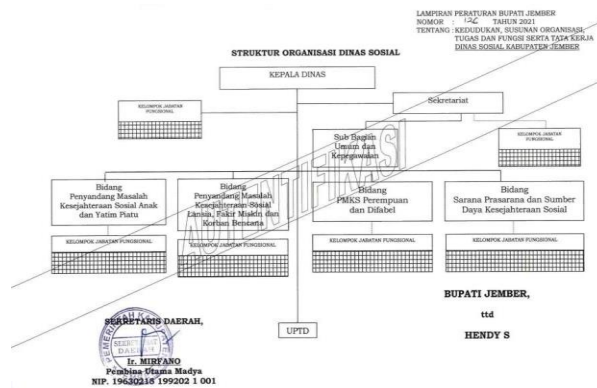 LAMPIRAN PERATURAN BUPATI JEMBER
NOMOR : 126 TAHUN 2021
TENTANG : KEDUDUKAN, SUSUNAN ORGANISASI,
TUGAS DAN FUNGSI SERTA TATA KERJA
DINAS SOSIAL KABUPATEN JEMBER
STRUKTUR ORGANISASI DINAS SOSIAL
KEPALA DINAS
Sekretariat
KELOMPOK JABATAN
FUNGSIONAL
Sub Bagian
Umum dan
Kepegawaian
KELOMPOK JABATAN
FUNGSIONAL
AUTENTIFIKASI
Bidang
Penyandang Masalah
Kesejahteraan Sosial Anak
dan Yatim Piatu
Bidang
Penyandang Masalah
Kesejahteraan Sosial
Lansia, Fakir Miskin dan
Korban Bencana
Bidang
PMKS Perempuan
dan Difabel
Bidang
Sarana Prasarana dan Sumber
Daya Kesejahteraan Sosial
KELOMPOK JABATAN FUNGSIONAL
KELOMPOK JABATAN FUNGSIONAL
KELOMPOK JABATAN FUNGSIONAL
KELOMPOK JABATAN FUNGSIONAL
UPTD
BUPATI JEMBER,
ttd
HENDY S
SEKRETARIS DAERAH,
PEMERINTAH KABUPATEN
SEKRETARIS
DAERAH
Ir. MIRFANO
Pembina Utama Madya
NIP. 19630215 199202 1 001